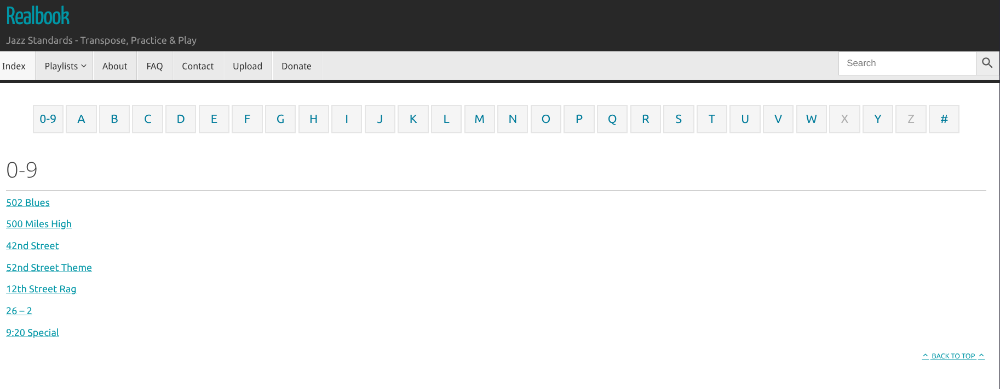 Realbook
Jazz Standards - Transpose, Practice & Play
Index Playlists About FAQ Contact Upload Donate Search
0-9 A B C D E F G H I J K L M N O P Q R S T U V W X Y Z #
0-9
502 Blues
500 Miles High
42nd Street
52nd Street Theme
12th Street Rag
26 – 2
9:20 Special
BACK TO TOP